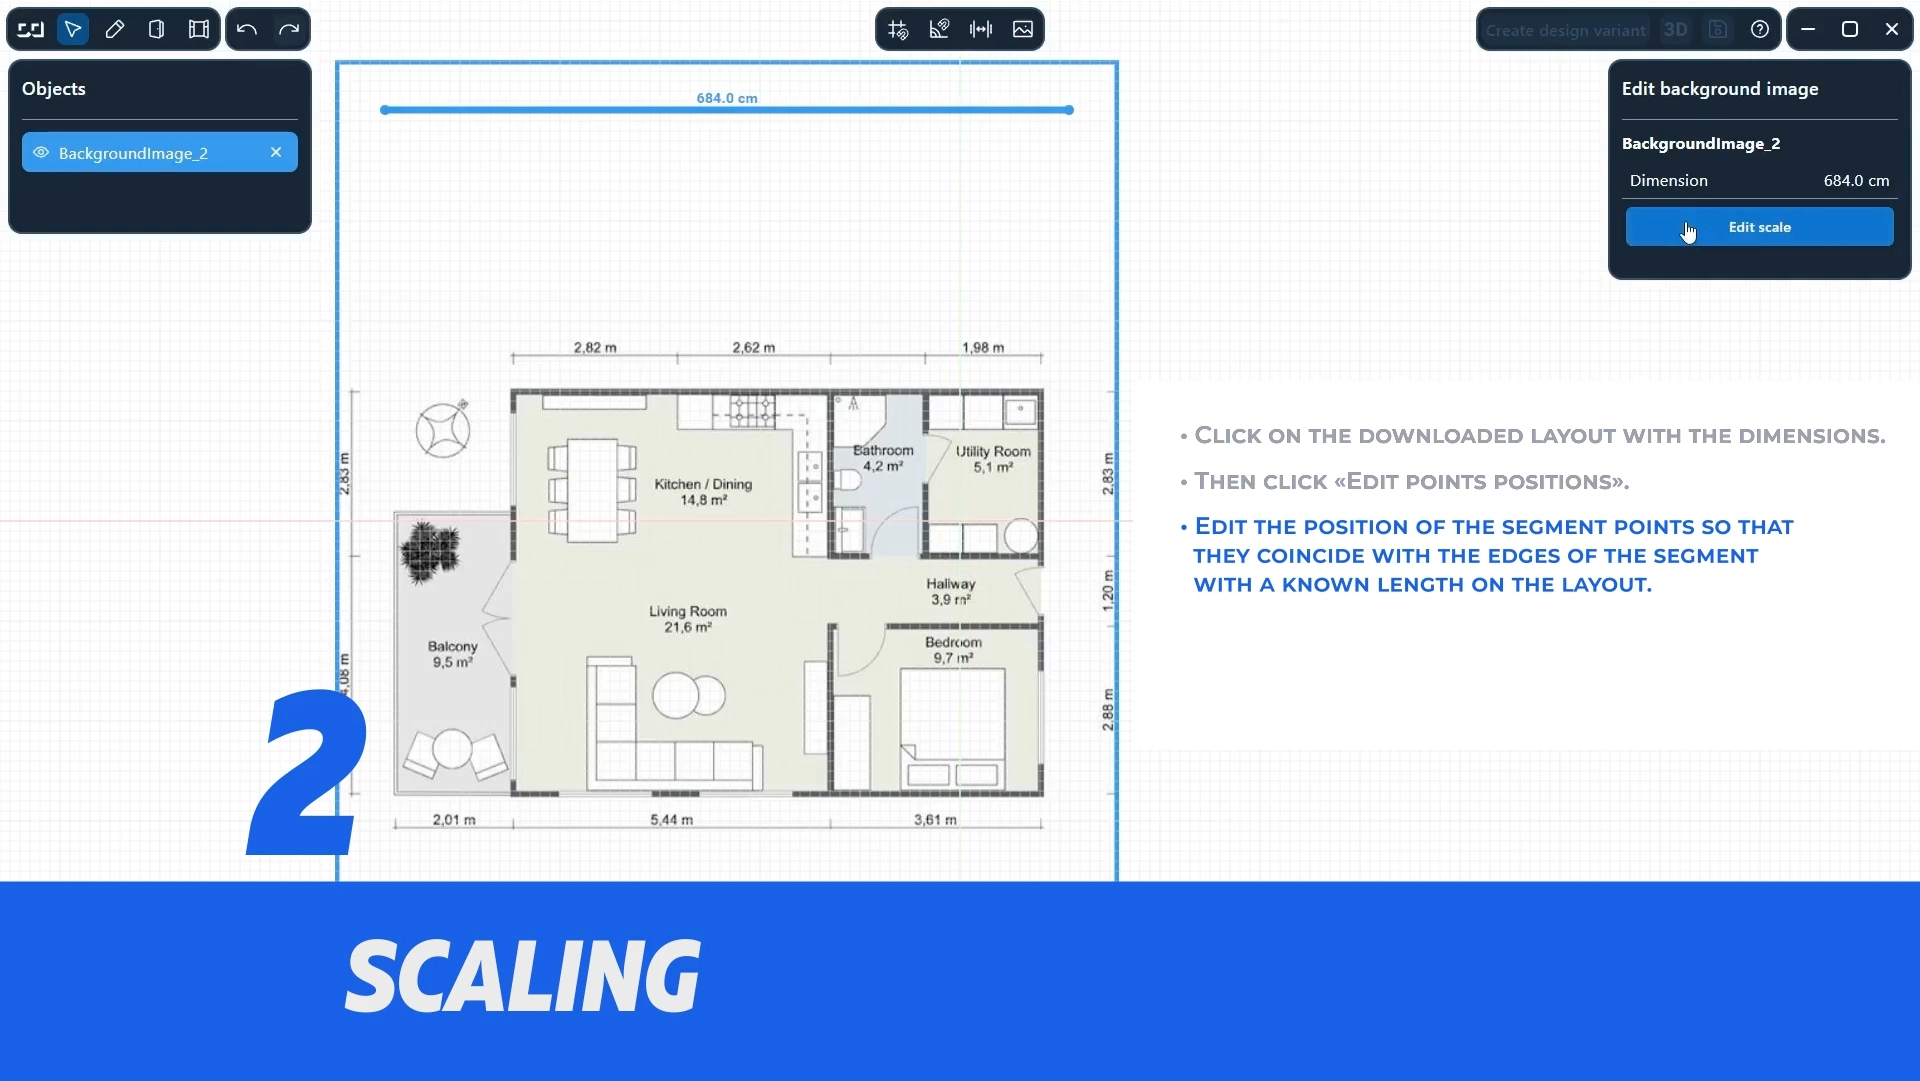 Create design variant 3D
Objects
BackgroundImage_2
684.0 cm
Edit background image
BackgroundImage_2
Dimension 684.0 cm
Edit scale
2,82 m 2,62 m 1,98 m
2,83 m
Kitchen / Dining
14,8 m²
Bathroom
4,2 m²
Utility Room
5,1 m²
2,83 m
Hallway
3,9 m²
1,20 m
Living Room
21,6 m²
Balcony
9,5 m²
Bedroom
9,7 m²
4,08 m
2,88 m
2,01 m 5,44 m 3,61 m
• Click on the downloaded layout with the dimensions.
• Then click «Edit points positions».
• Edit the position of the segment points so that
they coincide with the edges of the segment
with a known length on the layout.
2
SCALING